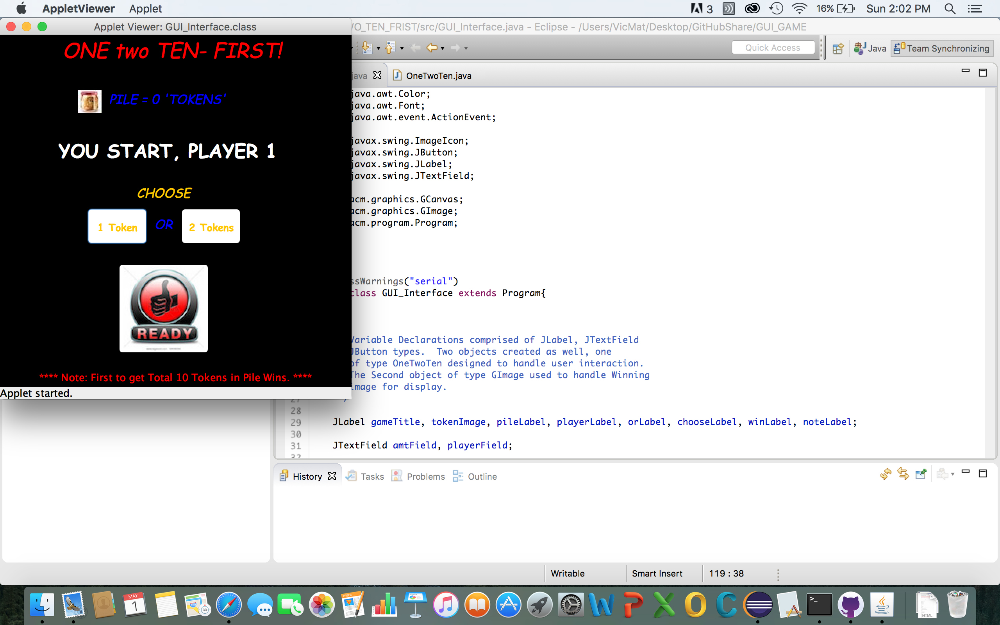 AppletViewer Applet 3 16% Sun 2:02 PM
Applet Viewer: GUI_Interface.class
O_TEN_FRIST/src/GUI_Interface.java - Eclipse - /Users/VicMat/Desktop/GitHubShare/GUI_GAME
Quick Access
Java
Team Synchronizing
java
OneTwoTen.java
ONE two TEN- FIRST!
PILE = 0 'TOKENS'
YOU START, PLAYER 1
CHOOSE
1 Token OR 2 Tokens
READY
**** Note: First to get Total 10 Tokens in Pile Wins. ****
Applet started.
java.awt.Color;
java.awt.Font;
java.awt.event.ActionEvent;
javax.swing.ImageIcon;
javax.swing.JButton;
javax.swing.JLabel;
javax.swing.JTextField;
acm.graphics.GCanvas;
acm.graphics.GImage;
acm.program.Program;
ssWarnings("serial")
class GUI_Interface extends Program{
Variable Declarations comprised of JLabel, JTextField
JButton types.  Two objects created as well, one
of type OneTwoTen designed to handle user interaction.
The Second object of type GImage used to handle Winning
image for display.
28
29 JLabel gameTitle, tokenImage, pileLabel, playerLabel, orLabel, chooseLabel, winLabel, noteLabel;
30
31 JTextField amtField, playerField;
History Tasks Problems Outline
Writable Smart Insert 119 : 38
MAY
1
280
3D
PAGES
>_
HTML